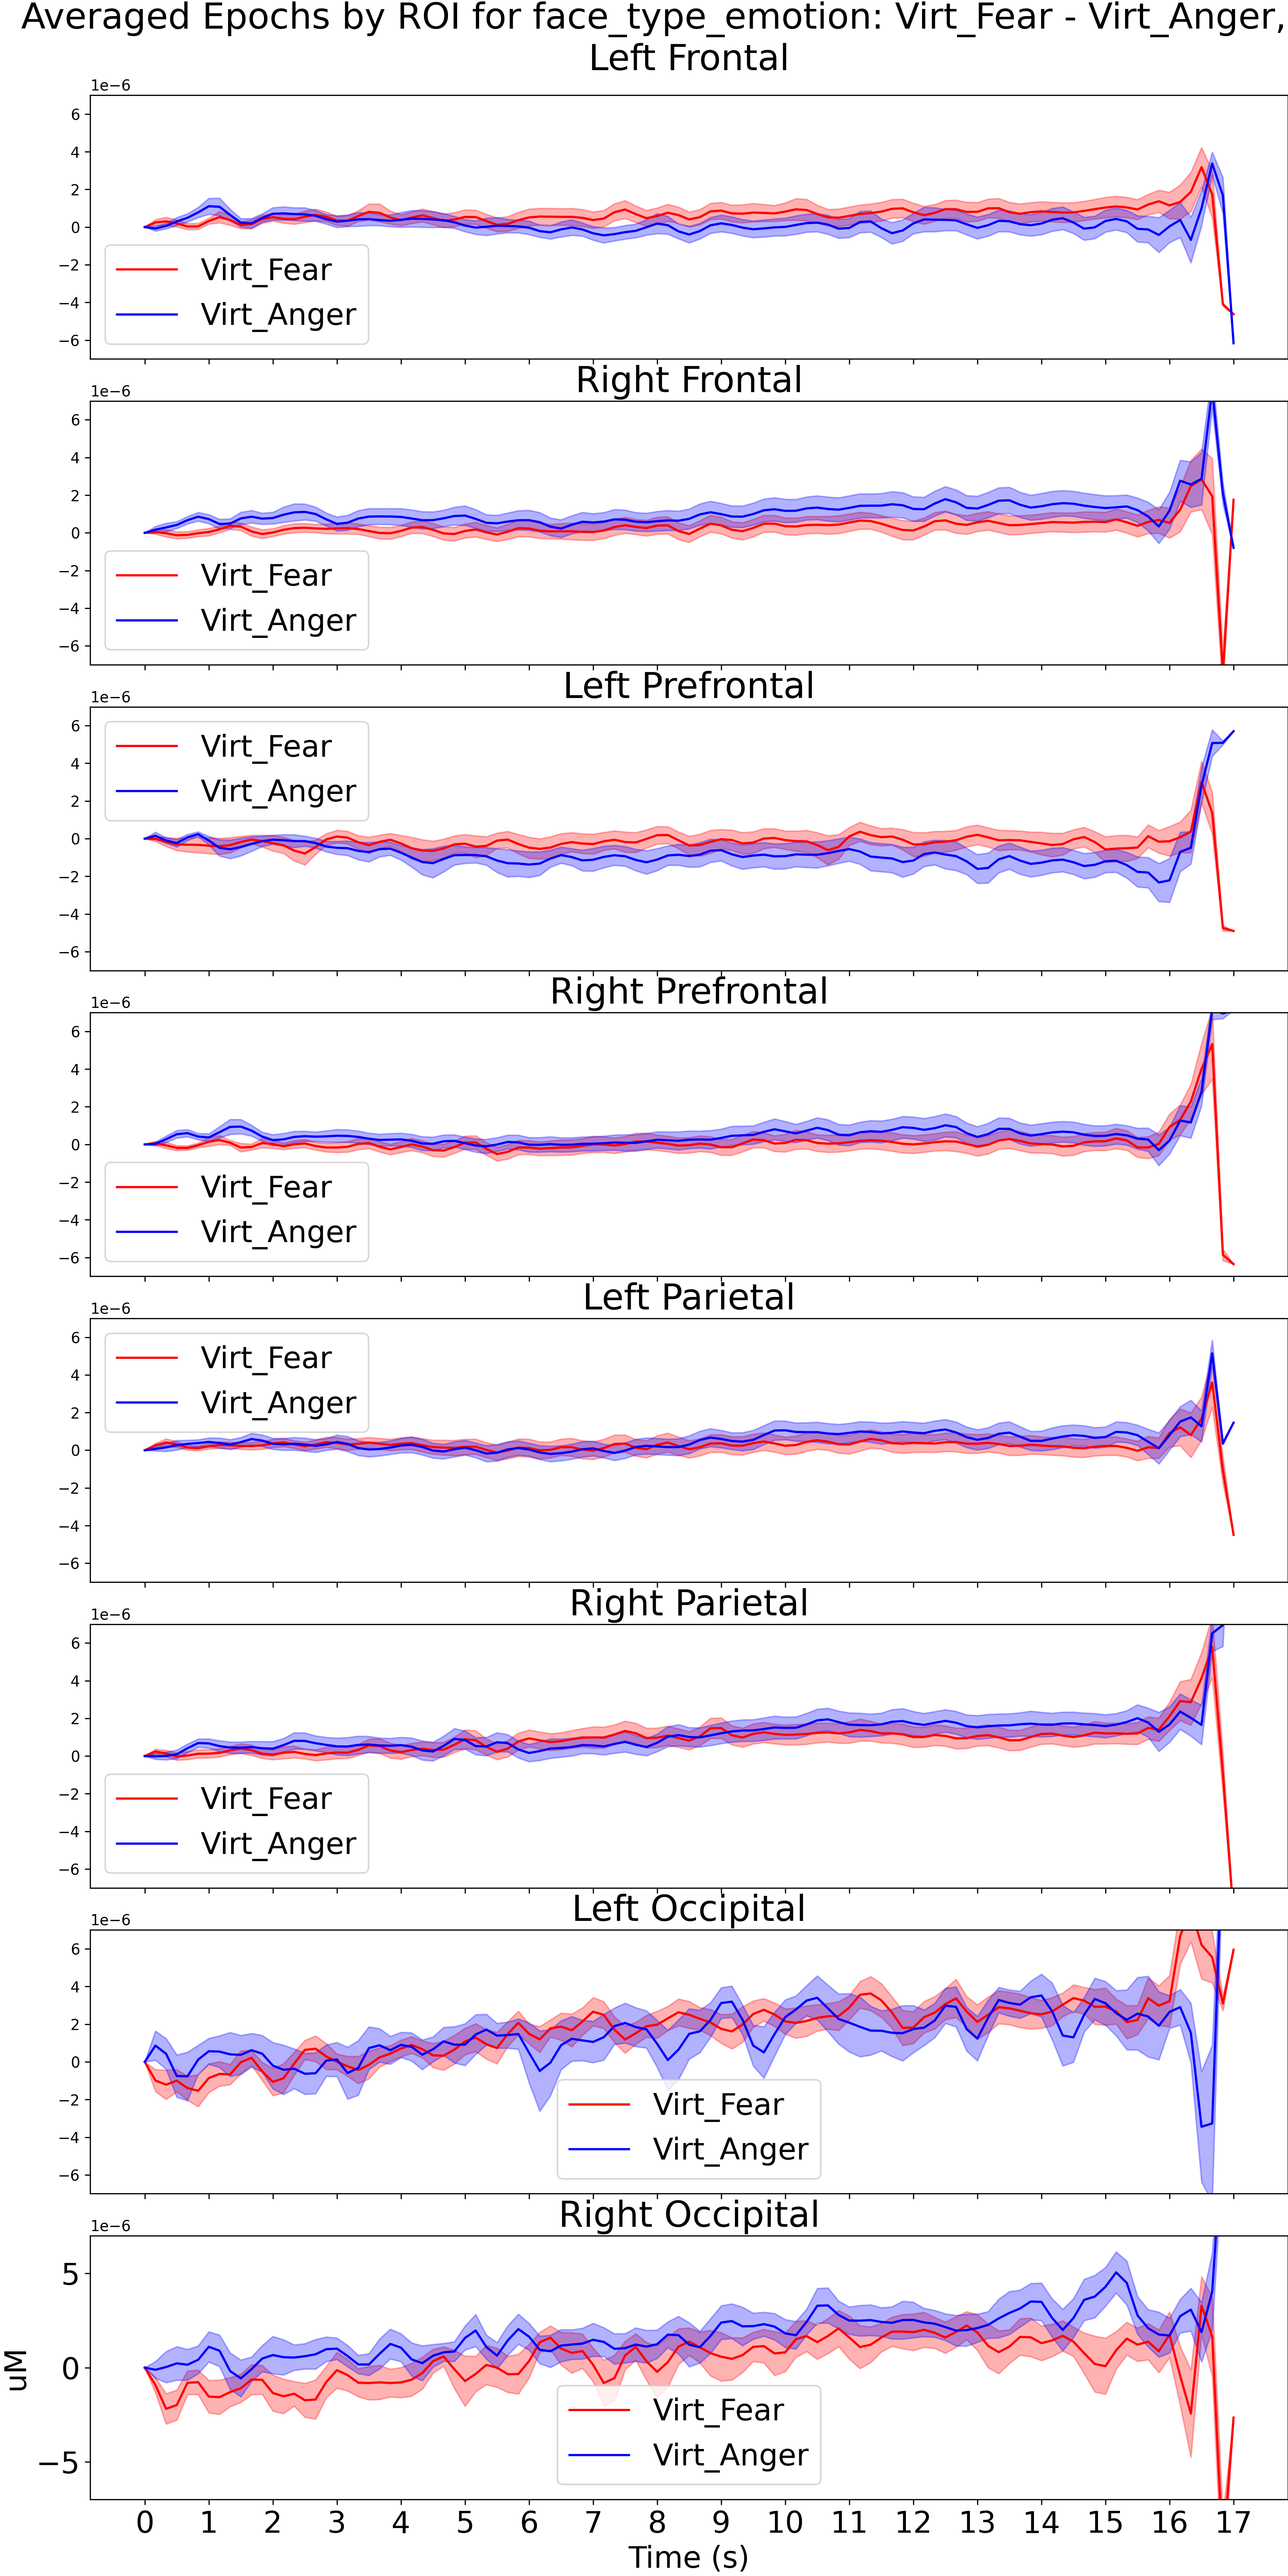 Averaged Epochs by ROI for face_type_emotion: Virt_Fear - Virt_Anger,
Left Frontal
1e−6
6
4
2
0
−2
−4
−6
Virt_Fear
Virt_Anger
Right Frontal
1e−6
6
4
2
0
−2
−4
−6
Virt_Fear
Virt_Anger
Left Prefrontal
1e−6
6
4
2
0
−2
−4
−6
Virt_Fear
Virt_Anger
Right Prefrontal
1e−6
6
4
2
0
−2
−4
−6
Virt_Fear
Virt_Anger
Left Parietal
1e−6
6
4
2
0
−2
−4
−6
Virt_Fear
Virt_Anger
Right Parietal
1e−6
6
4
2
0
−2
−4
−6
Virt_Fear
Virt_Anger
Left Occipital
1e−6
6
4
2
0
−2
−4
−6
Virt_Fear
Virt_Anger
Right Occipital
1e−6
5
0
−5
uM
Virt_Fear
Virt_Anger
0 1 2 3 4 5 6 7 8 9 10 11 12 13 14 15 16 17
Time (s)